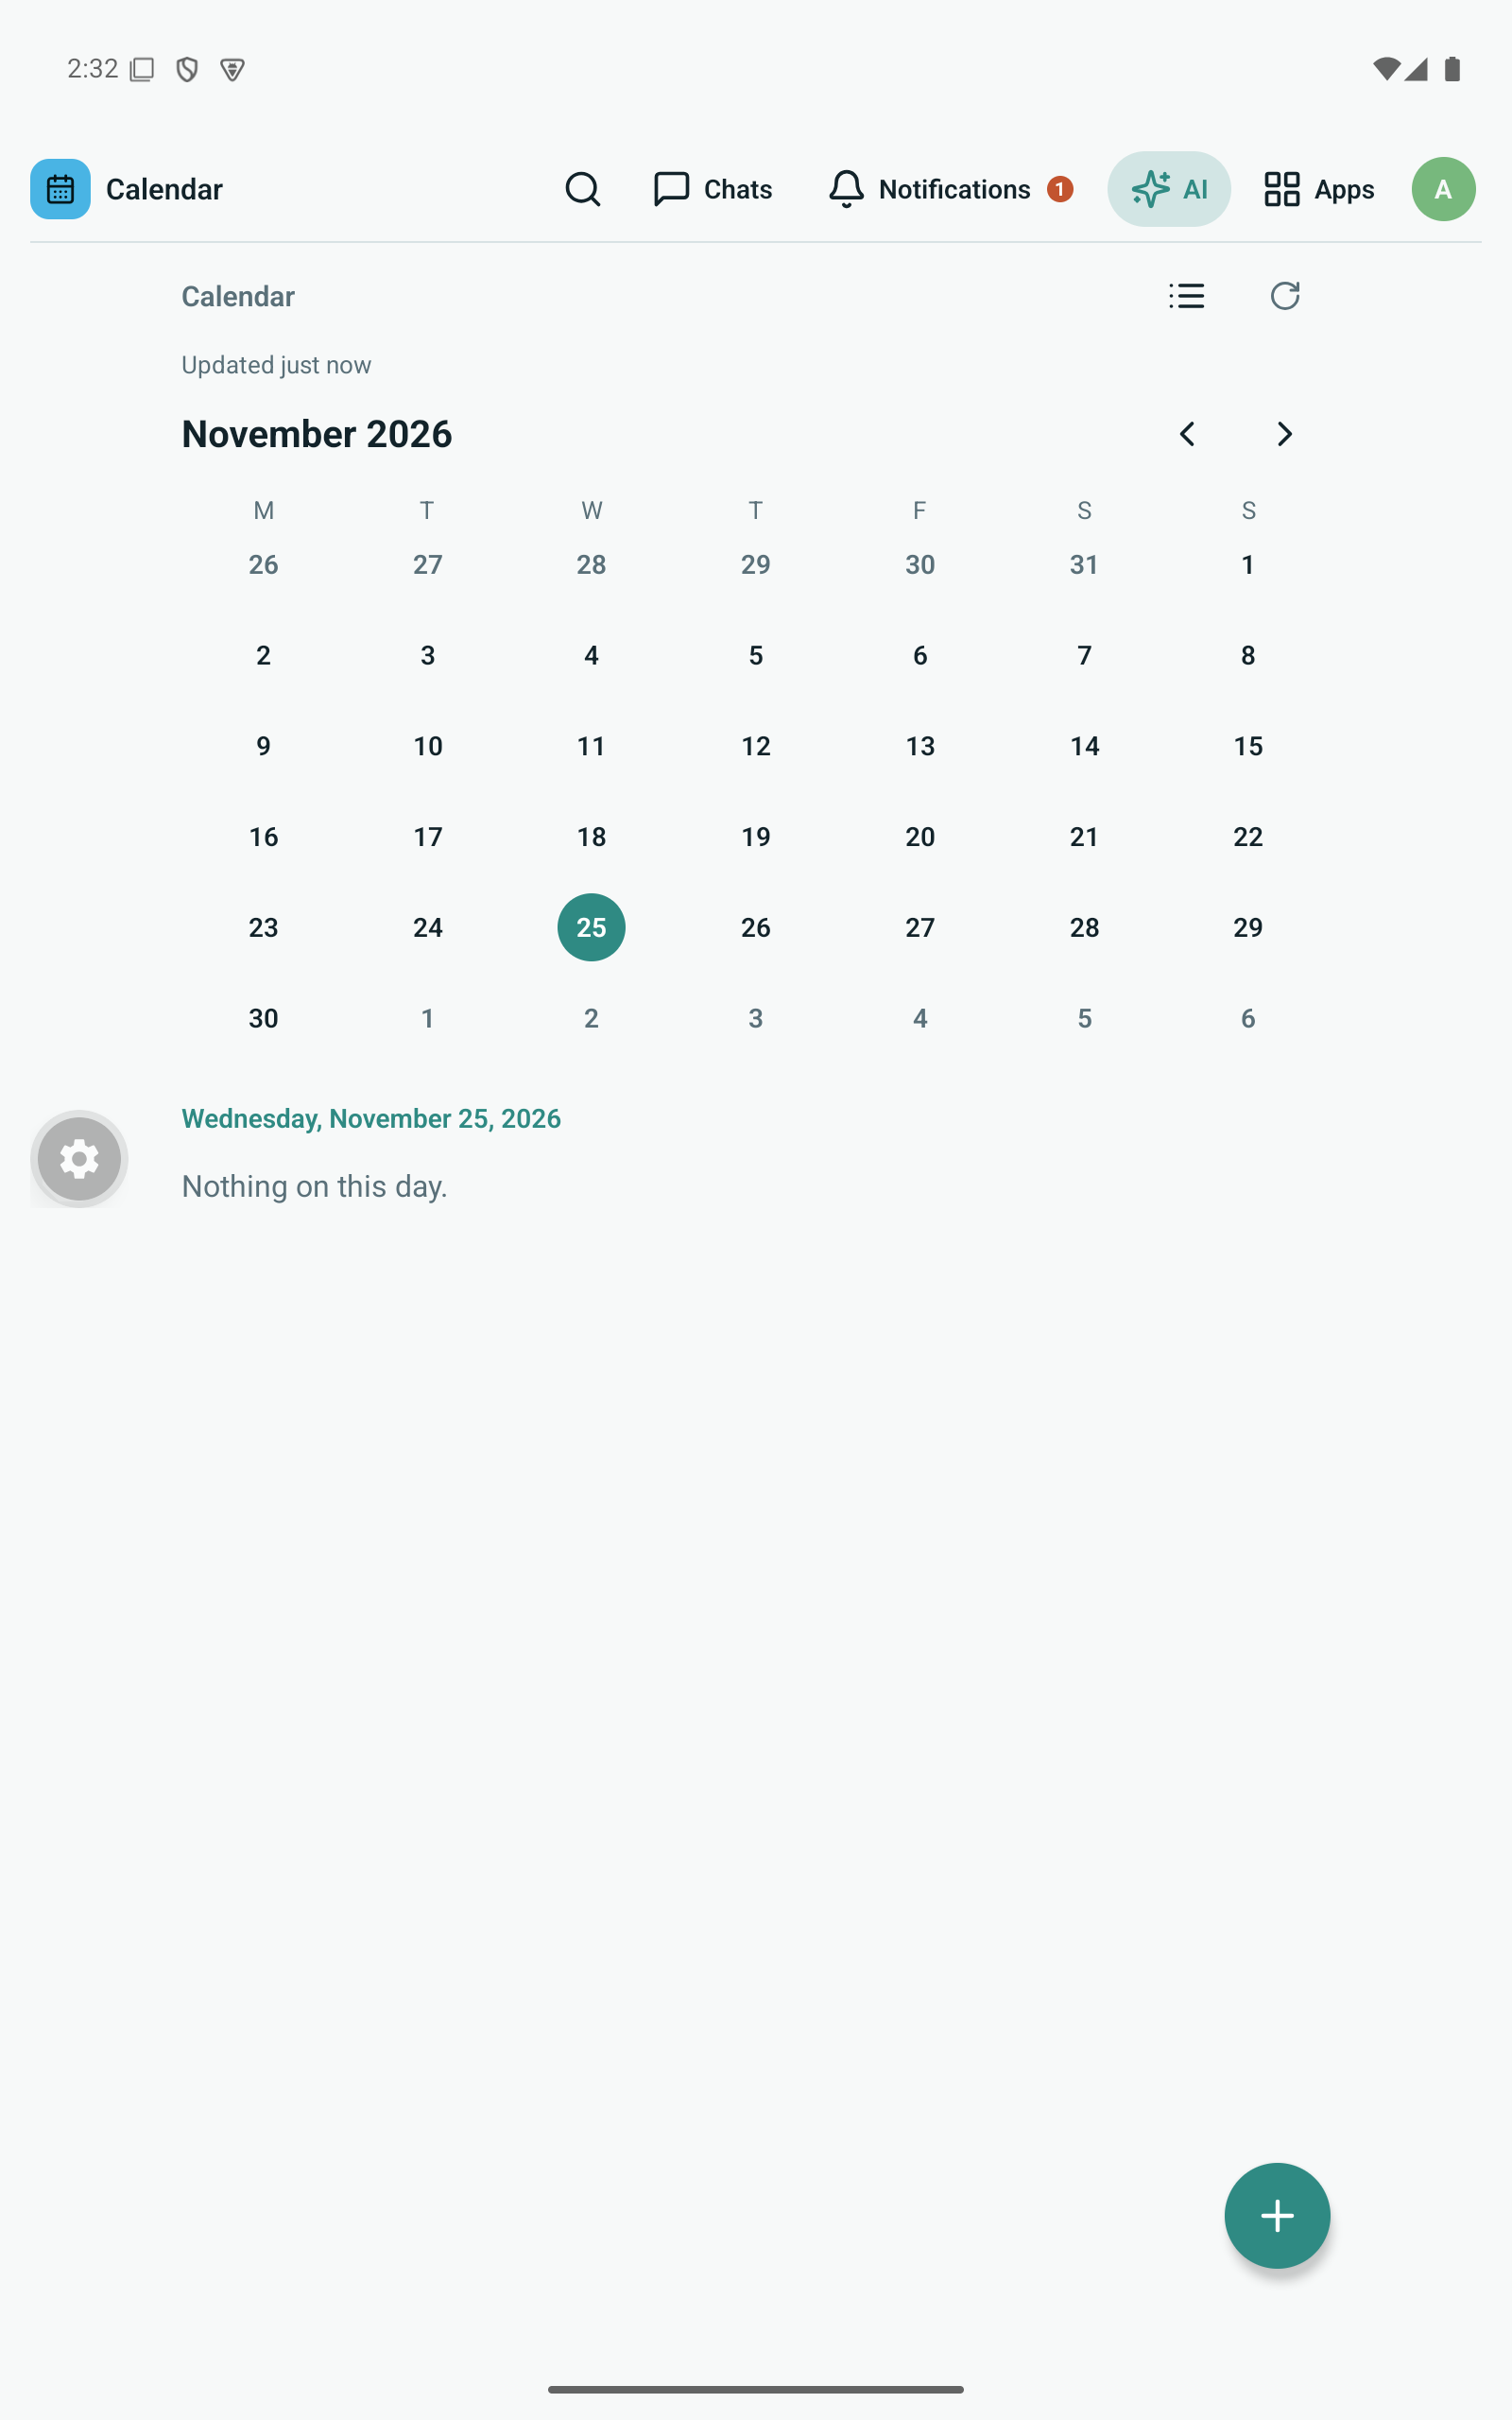 2:32
Calendar
Chats
Notifications 1
AI
Apps
A
Calendar
Updated just now
November 2026
M T W T F S S
26 27 28 29 30 31 1
2 3 4 5 6 7 8
9 10 11 12 13 14 15
16 17 18 19 20 21 22
23 24 25 26 27 28 29
30 1 2 3 4 5 6
Wednesday, November 25, 2026
Nothing on this day.